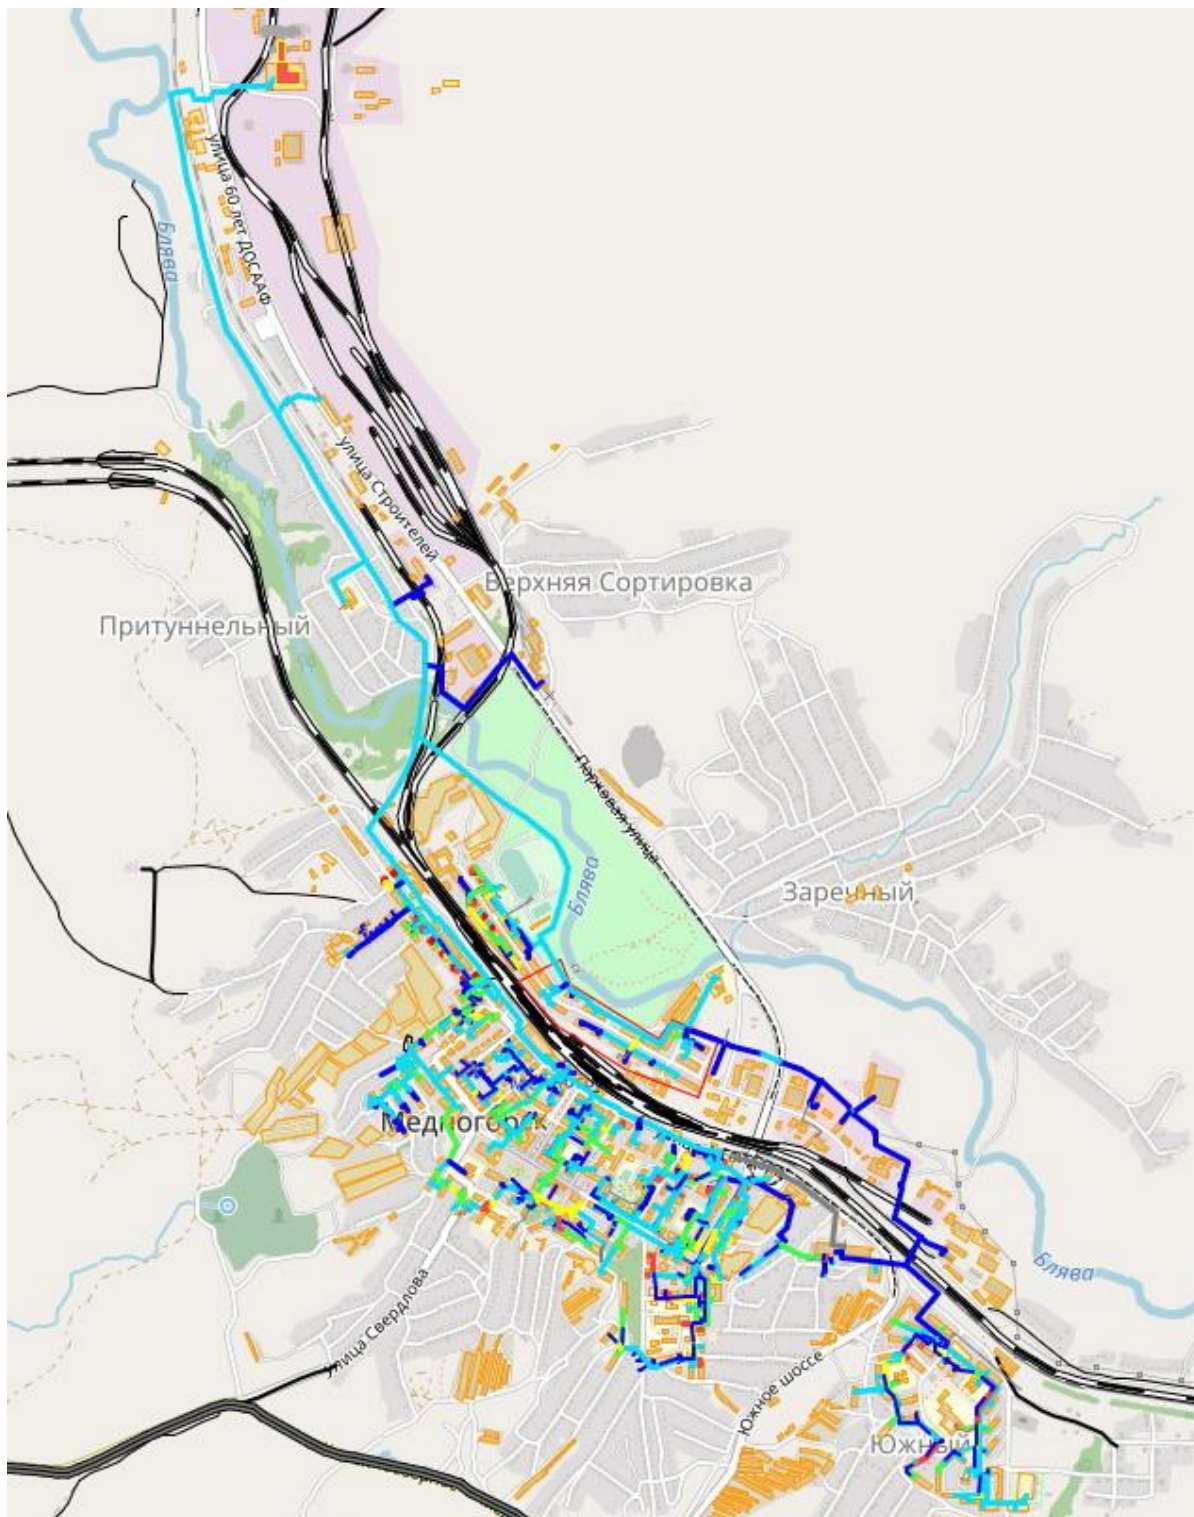 улица 60 лет ДОСААФ
Блява
улица Строителей
Верхняя Сортировка
Притуннельный
Парковая улица
Блява
Заречный
Медногорск
Блява
улица Свердлова
Южное шоссе
Южный